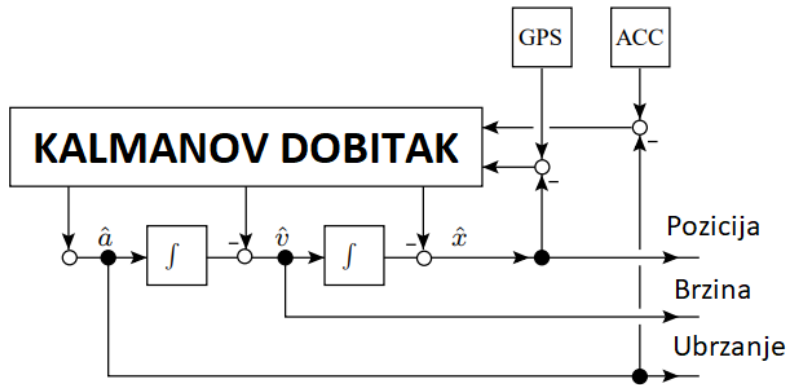 GPS
ACC
KALMANOV DOBITAK
–
–
â
∫
–
v̂
∫
–
x̂
Pozicija
Brzina
Ubrzanje